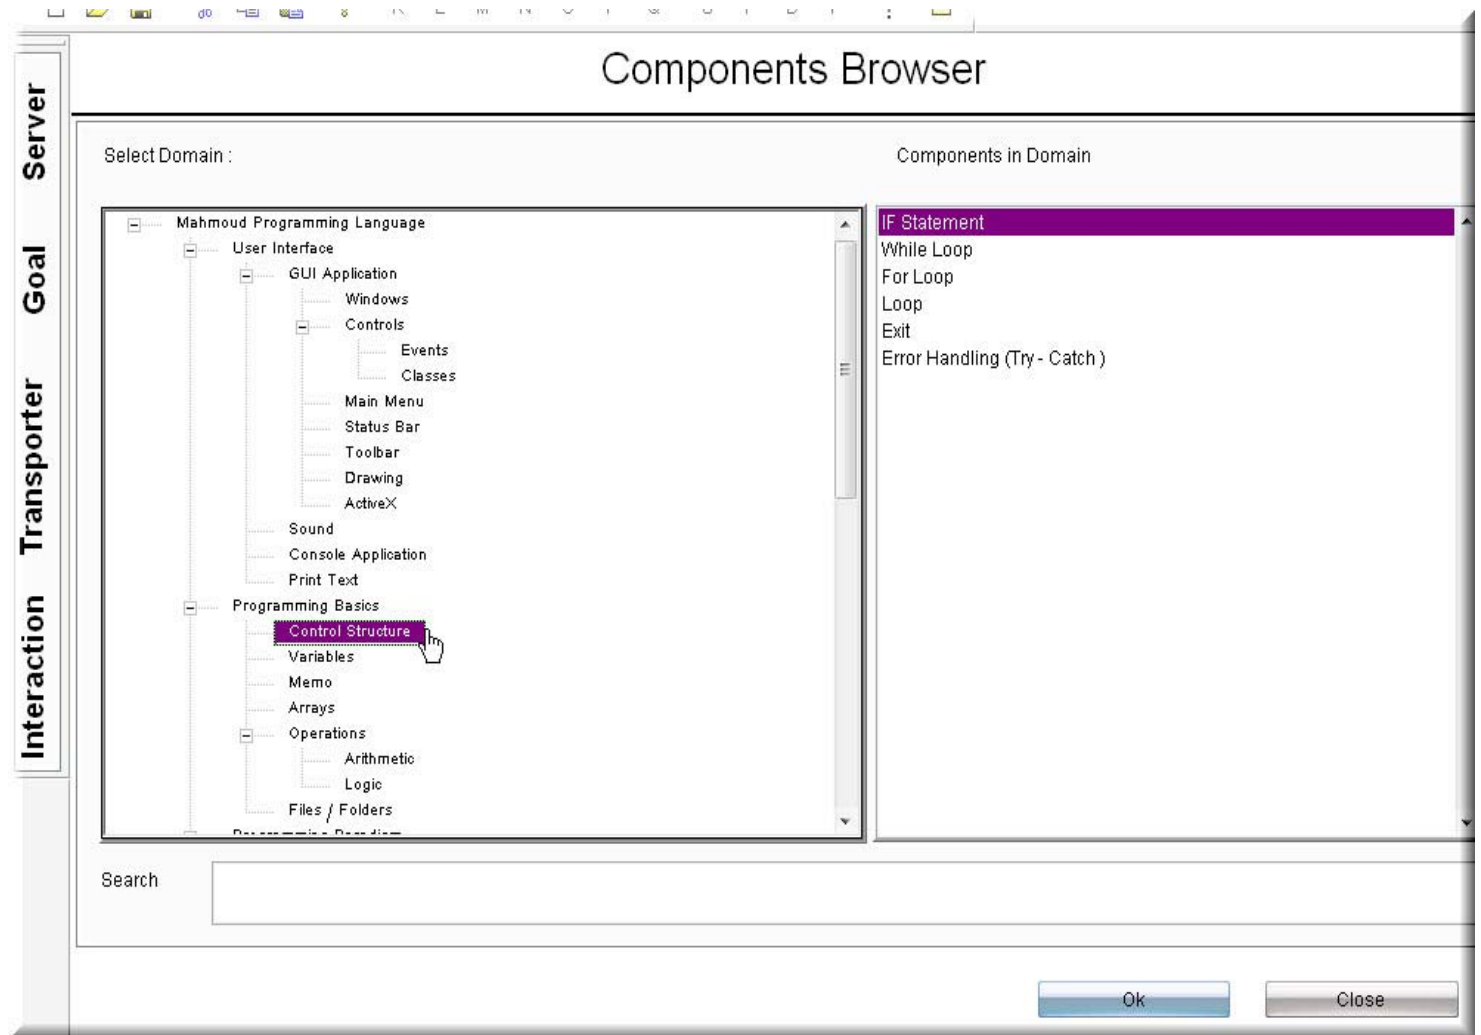 Components Browser
Server
Goal
Transporter
Interaction
Select Domain :
Components in Domain
Mahmoud Programming Language
User Interface
GUI Application
Windows
Controls
Events
Classes
Main Menu
Status Bar
Toolbar
Drawing
ActiveX
Sound
Console Application
Print Text
Programming Basics
Control Structure
Variables
Memo
Arrays
Operations
Arithmetic
Logic
Files / Folders
IF Statement
While Loop
For Loop
Loop
Exit
Error Handling (Try - Catch )
Search
Ok
Close